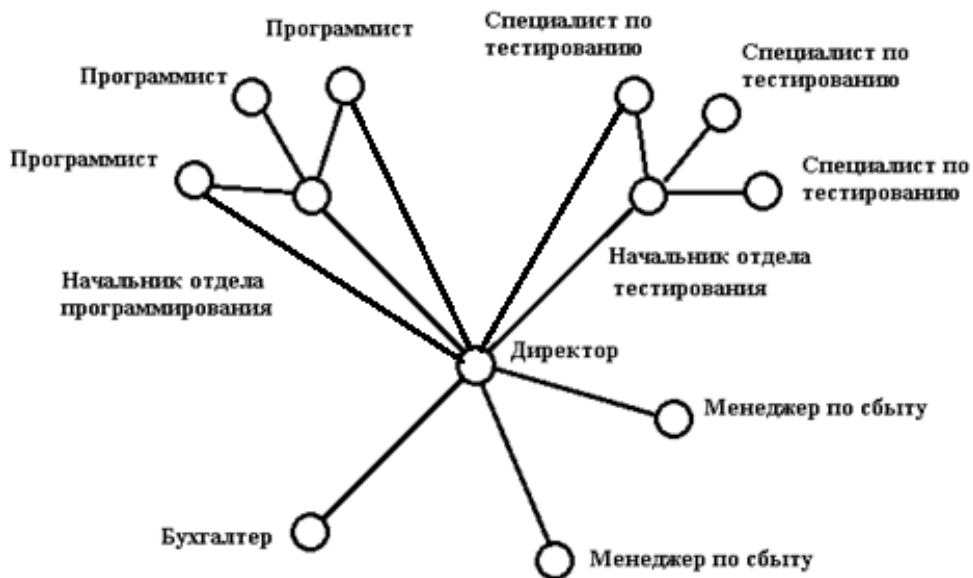 Программист
Специалист по
тестированию
Программист
Специалист по
тестированию
Программист
Специалист по
тестированию
Начальник отдела
программирования
Начальник отдела
тестирования
Директор
Менеджер по сбыту
Бухгалтер
Менеджер по сбыту